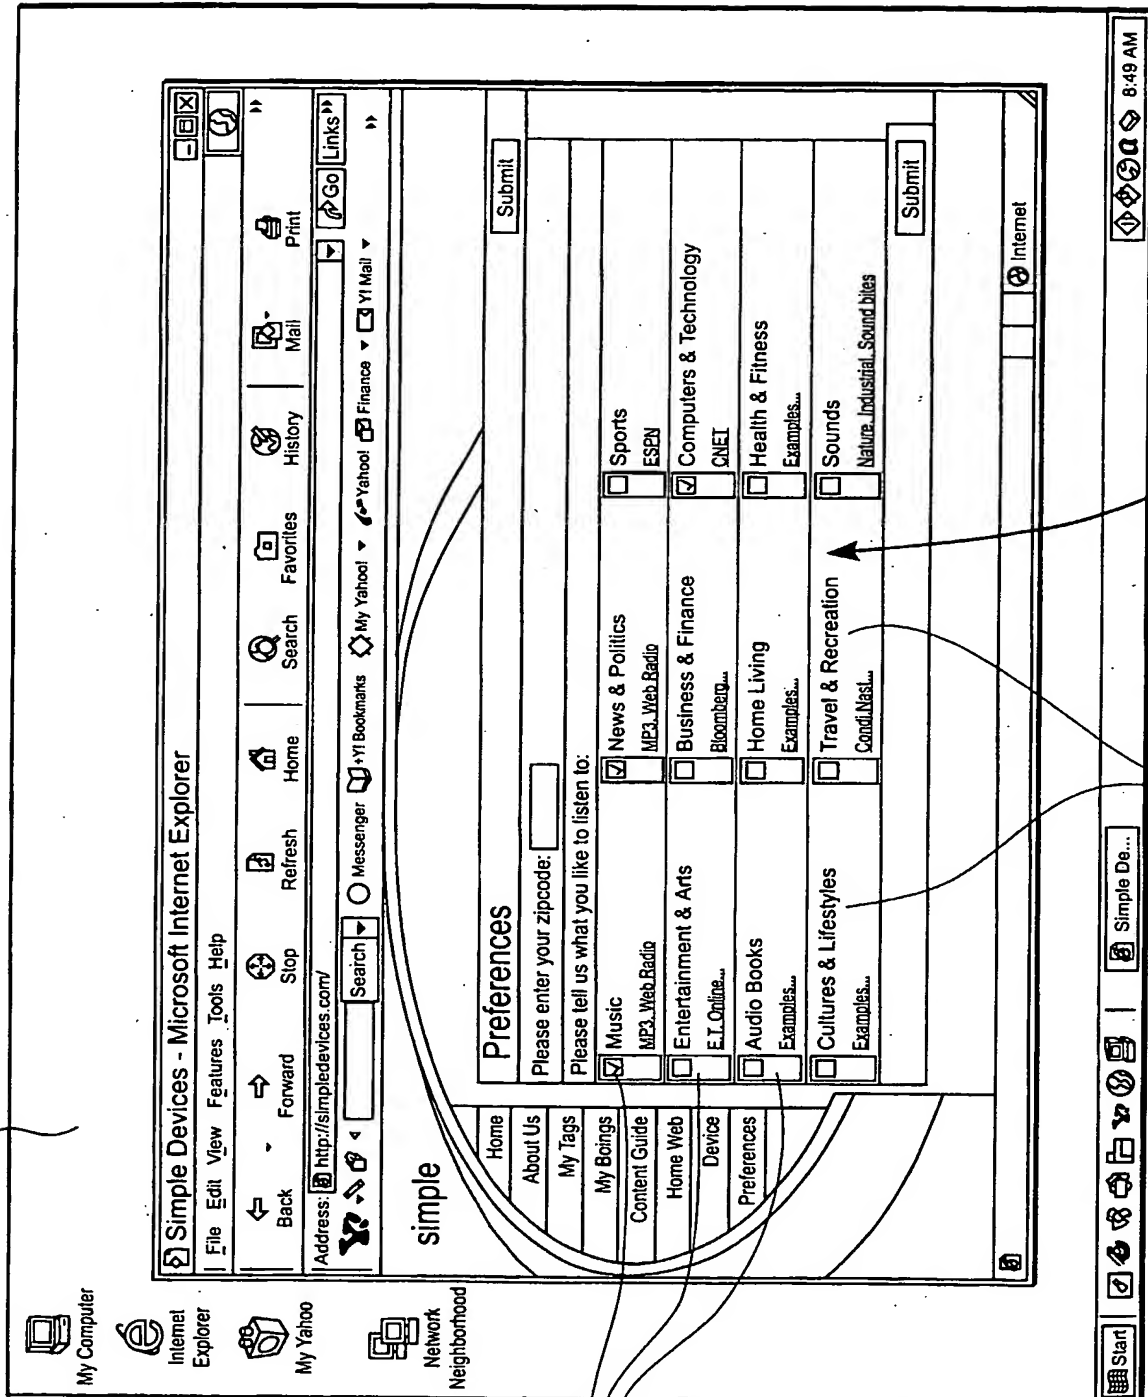 My Computer
Internet
Explorer
My Yahoo
Network
Neighborhood
Simple Devices - Microsoft Internet Explorer
File Edit View Features Tools Help
Back Forward Stop Refresh Home Search Favorites History Mail Print
Address: http://simpledevices.com/ Go Links
Y! Search Messenger +Y! Bookmarks My Yahoo! Yahoo! Finance Y! Mail
simple
Home
About Us
My Tags
My Boings
Content Guide
Home Web
Device
Preferences
Preferences Submit
Please enter your zipcode:
Please tell us what you like to listen to:
Music News & Politics Sports
MP3, Web Radio MP3, Web Radio ESPN
Entertainment & Arts Business & Finance Computers & Technology
E.T. Online... Bloomberg... CNET
Audio Books Home Living Health & Fitness
Examples... Examples... Examples...
Cultures & Lifestyles Travel & Recreation Sounds
Examples... Condi Nast... Nature, Industrial, Sound bites
Submit
Internet
Start Simple De... 8:49 AM